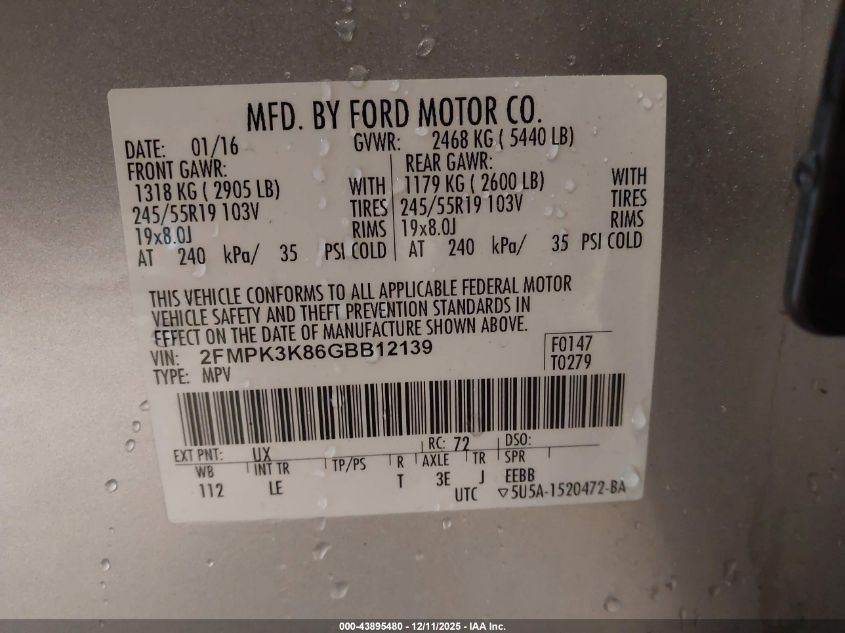 MFD. BY FORD MOTOR CO.
DATE: 01/16 GVWR: 2468 KG ( 5440 LB)
FRONT GAWR: REAR GAWR:
1318 KG ( 2905 LB) WITH 1179 KG ( 2600 LB) WITH
245/55R19 103V TIRES 245/55R19 103V TIRES
19x8.0J RIMS 19x8.0J RIMS
AT 240 kPa/ 35 PSI COLD AT 240 kPa/ 35 PSI COLD
THIS VEHICLE CONFORMS TO ALL APPLICABLE FEDERAL MOTOR
VEHICLE SAFETY AND THEFT PREVENTION STANDARDS IN
EFFECT ON THE DATE OF MANUFACTURE SHOWN ABOVE.
VIN: 2FMPK3K86GBB12139 F0147
TYPE: MPV T0279
EXT PNT: UX RC: 72 DSO:
WB INT TR TP/PS R AXLE TR SPR
112 LE T 3E J EEBB
UTC ▽5U5A-1520472-BA
000-43895480 - 12/11/2025 - IAA Inc.